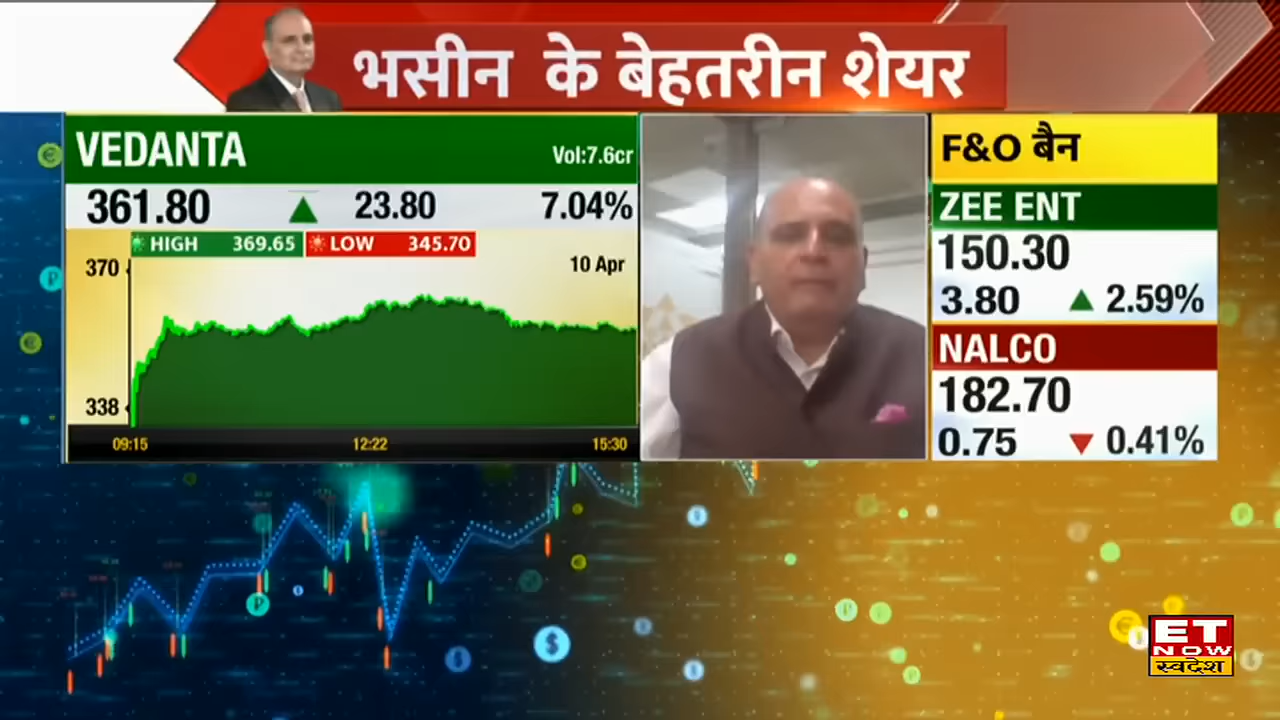 भसीन के बेहतरीन शेयर
VEDANTA
Vol:7.6cr
361.80 ▲ 23.80 7.04%
HIGH 369.65 LOW 345.70
370
10 Apr
338
09:15 12:22 15:30
F&O बैन
ZEE ENT
150.30
3.80 ▲ 2.59%
NALCO
182.70
0.75 ▼ 0.41%
ET
NOW
स्वदेश